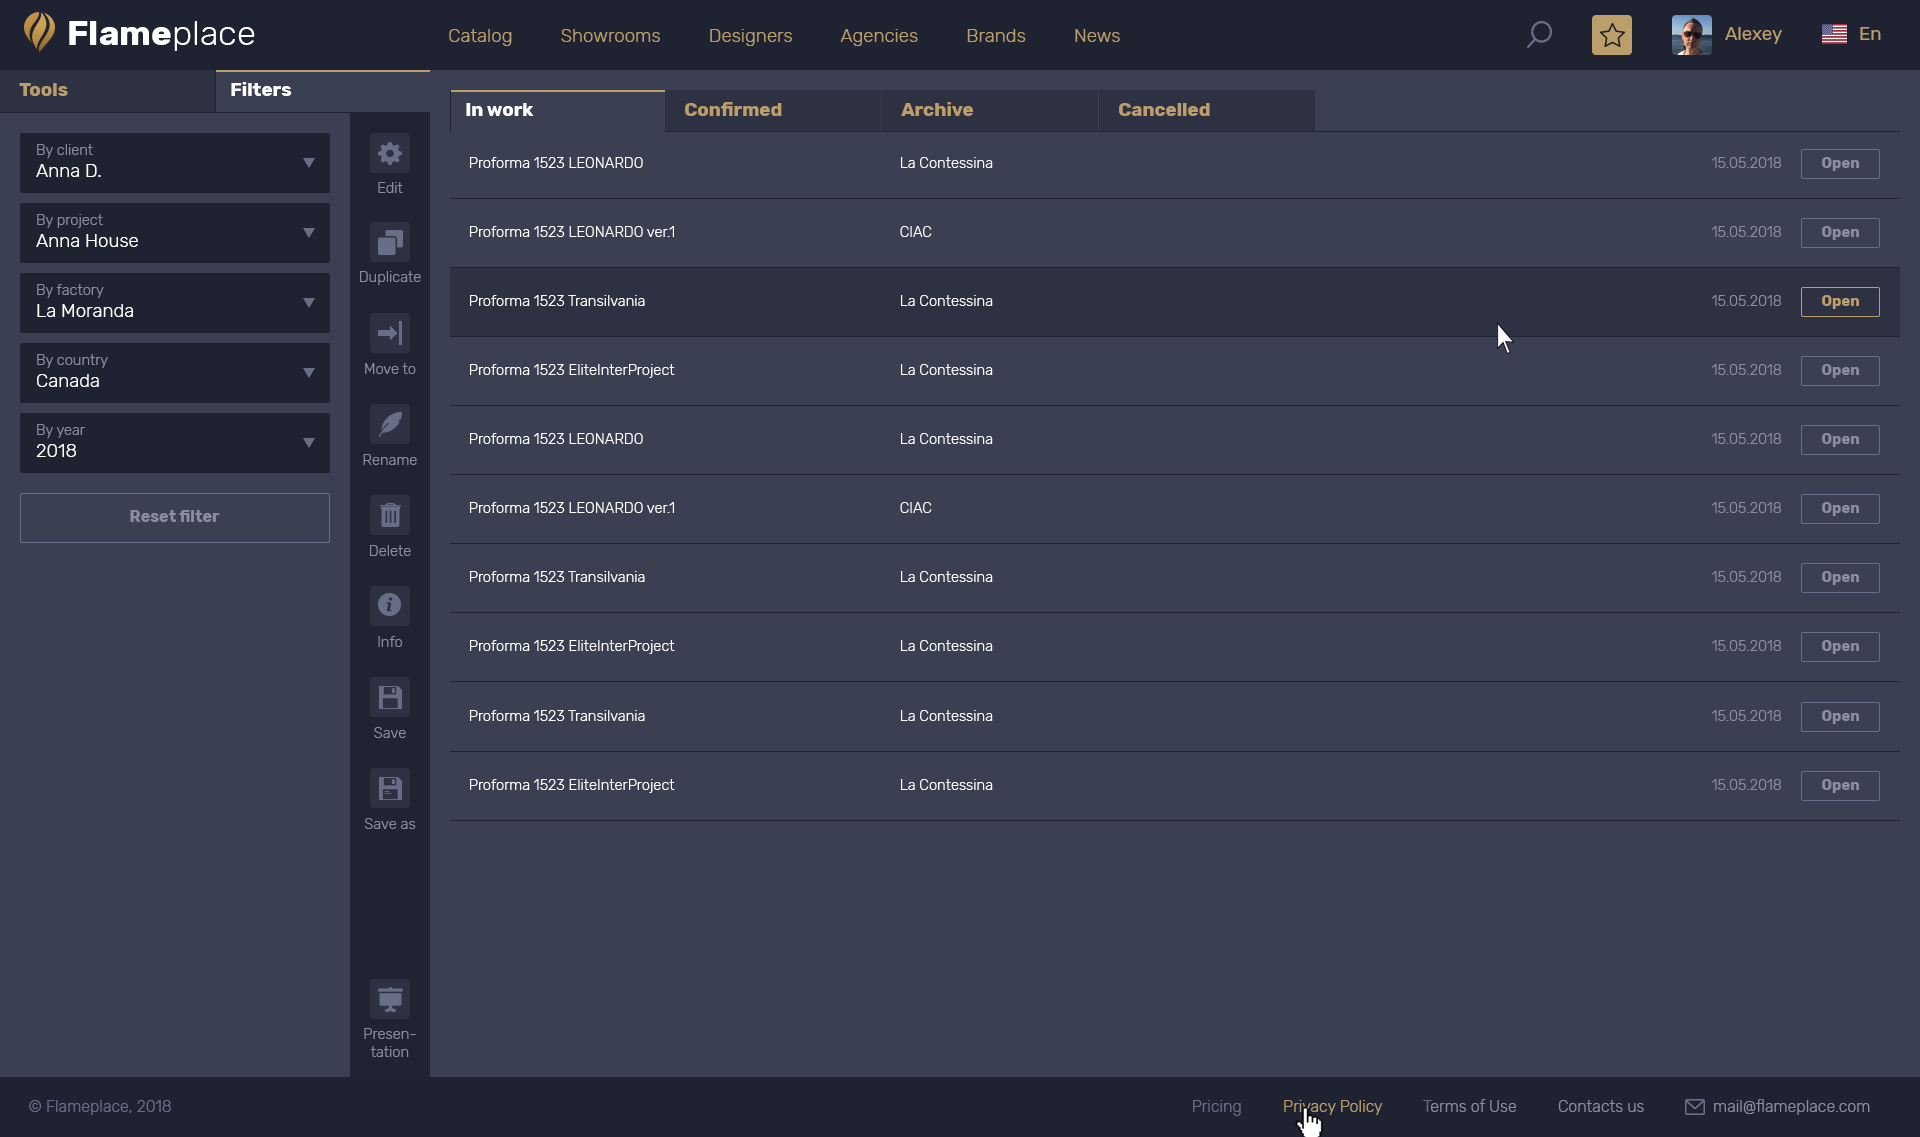 Flameplace
Catalog
Showrooms
Designers
Agencies
Brands
News
Alexey
En
Tools
Filters
By client
Anna D.
By project
Anna House
By factory
La Moranda
By country
Canada
By year
2018
Reset filter
Edit
Duplicate
Move to
Rename
Delete
Info
Save
Save as
Presen-
tation
In work
Confirmed
Archive
Cancelled
Proforma 1523 LEONARDO La Contessina 15.05.2018 Open
Proforma 1523 LEONARDO ver.1 CIAC 15.05.2018 Open
Proforma 1523 Transilvania La Contessina 15.05.2018 Open
Proforma 1523 EliteInterProject La Contessina 15.05.2018 Open
Proforma 1523 LEONARDO La Contessina 15.05.2018 Open
Proforma 1523 LEONARDO ver.1 CIAC 15.05.2018 Open
Proforma 1523 Transilvania La Contessina 15.05.2018 Open
Proforma 1523 EliteInterProject La Contessina 15.05.2018 Open
Proforma 1523 Transilvania La Contessina 15.05.2018 Open
Proforma 1523 EliteInterProject La Contessina 15.05.2018 Open
© Flameplace, 2018
Pricing
Privacy Policy
Terms of Use
Contacts us
mail@flameplace.com